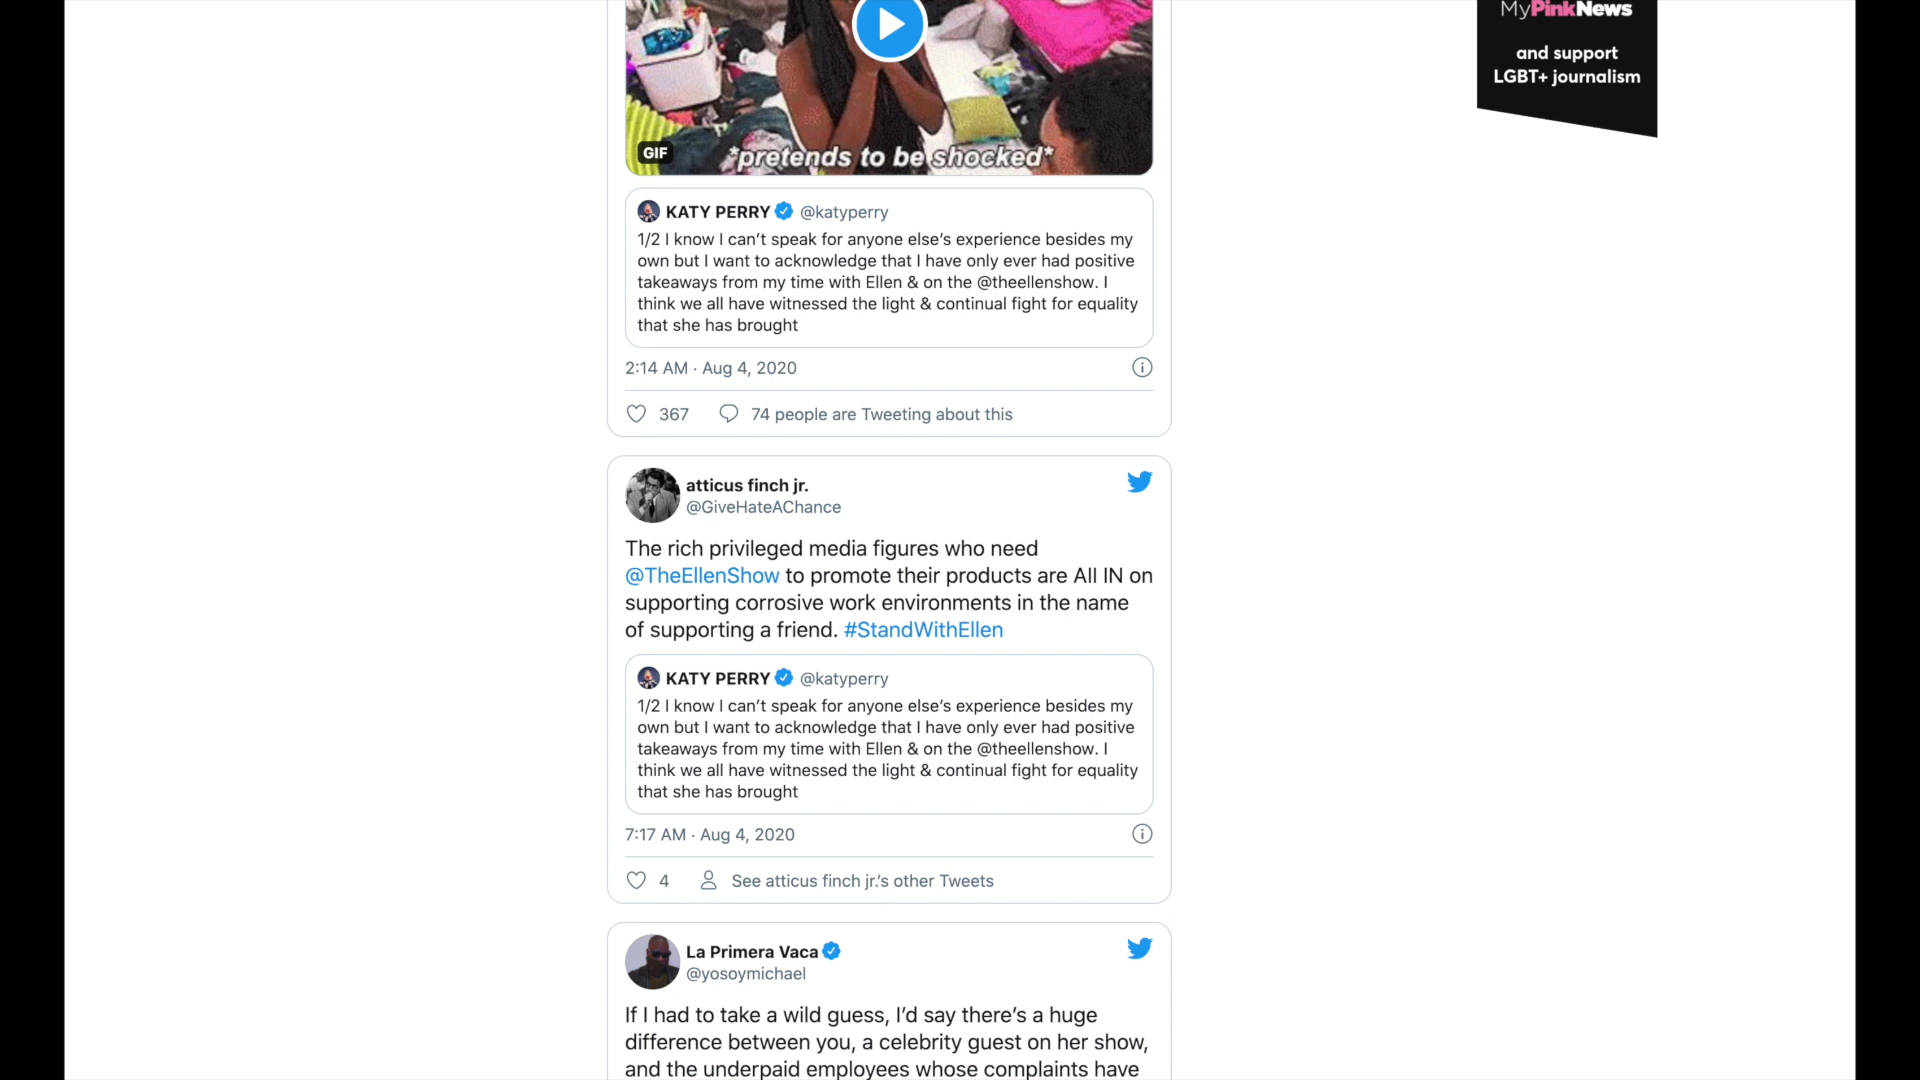 MyPinkNews
and support
LGBT+ journalism
GIF
*pretends to be shocked*
KATY PERRY @katyperry
1/2 I know I can't speak for anyone else's experience besides my
own but I want to acknowledge that I have only ever had positive
takeaways from my time with Ellen & on the @theellenshow. I
think we all have witnessed the light & continual fight for equality
that she has brought
2:14 AM · Aug 4, 2020
367 74 people are Tweeting about this
atticus finch jr.
@GiveHateAChance
The rich privileged media figures who need
@TheEllenShow to promote their products are All IN on
supporting corrosive work environments in the name
of supporting a friend. #StandWithEllen
KATY PERRY @katyperry
1/2 I know I can't speak for anyone else's experience besides my
own but I want to acknowledge that I have only ever had positive
takeaways from my time with Ellen & on the @theellenshow. I
think we all have witnessed the light & continual fight for equality
that she has brought
7:17 AM · Aug 4, 2020
4 See atticus finch jr.'s other Tweets
La Primera Vaca
@yosoymichael
If I had to take a wild guess, I'd say there's a huge
difference between you, a celebrity guest on her show,
and the underpaid employees whose complaints have